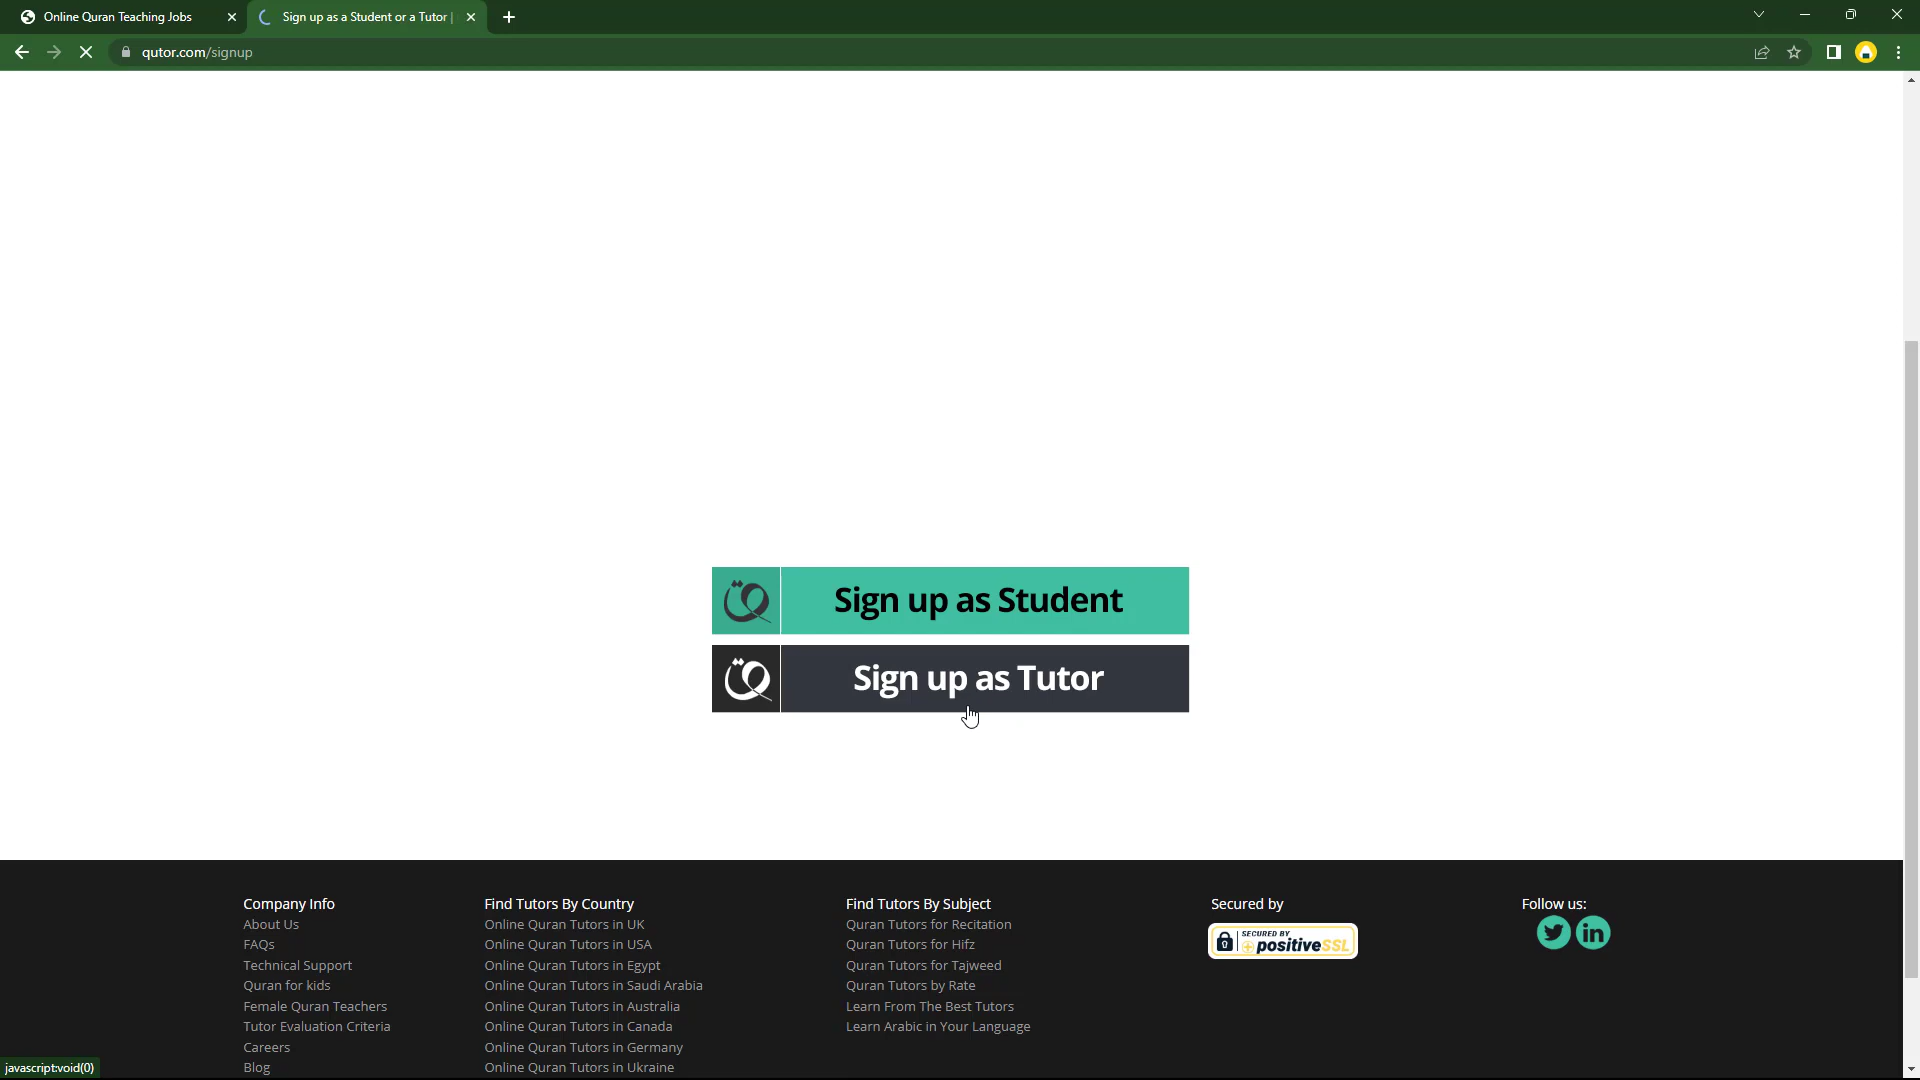 Online Quran Teaching Jobs
Sign up as a Student or a Tutor |
qutor.com/signup
Sign up as Student
Sign up as Tutor
Company Info
About Us
FAQs
Technical Support
Quran for kids
Female Quran Teachers
Tutor Evaluation Criteria
Careers
Blog
Find Tutors By Country
Online Quran Tutors in UK
Online Quran Tutors in USA
Online Quran Tutors in Egypt
Online Quran Tutors in Saudi Arabia
Online Quran Tutors in Australia
Online Quran Tutors in Canada
Online Quran Tutors in Germany
Online Quran Tutors in Ukraine
Find Tutors By Subject
Quran Tutors for Recitation
Quran Tutors for Hifz
Quran Tutors for Tajweed
Quran Tutors by Rate
Learn From The Best Tutors
Learn Arabic in Your Language
Secured by
SECURED BY
positiveSSL
Follow us:
in
javascript:void(0)